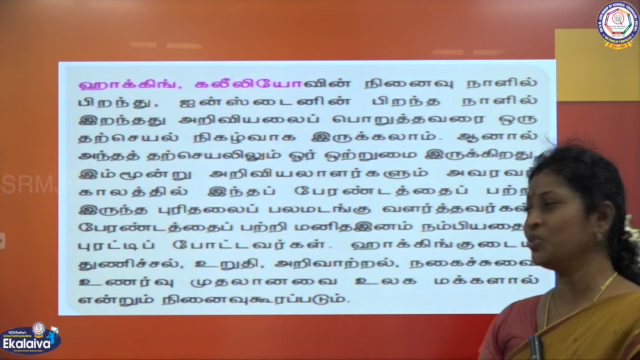 ஹாக்கிங், கலீலியோவின் நினைவு நாளில்
பிறந்து, ஐன்ஸ்டைனின் பிறந்த நாளில்
இறந்தது அறிவியலைப் பொறுத்தவரை ஒரு
தற்செயல் நிகழ்வாக இருக்கலாம். ஆனால்
அந்தத் தற்செயலிலும் ஓர் ஒற்றுமை இருக்கிறது.
இம்மூன்று அறிவியலாளர்களும் அவரவர்
காலத்தில் இந்தப் பேரண்டத்தைப் பற்றி
இருந்த புரிதலைப் பலமடங்கு வளர்த்தவர்கள்
பேரண்டத்தைப் பற்றி மனிதஇனம் நம்பியதைப்
புரட்டிப் போட்டவர்கள். ஹாக்கிங்குடைய
துணிச்சல், உறுதி, அறிவாற்றல், நகைச்சுவை
உணர்வு முதலானவை உலக மக்களால்
என்றும் நினைவுகூரப்படும்.
SRM
Ekalaiva